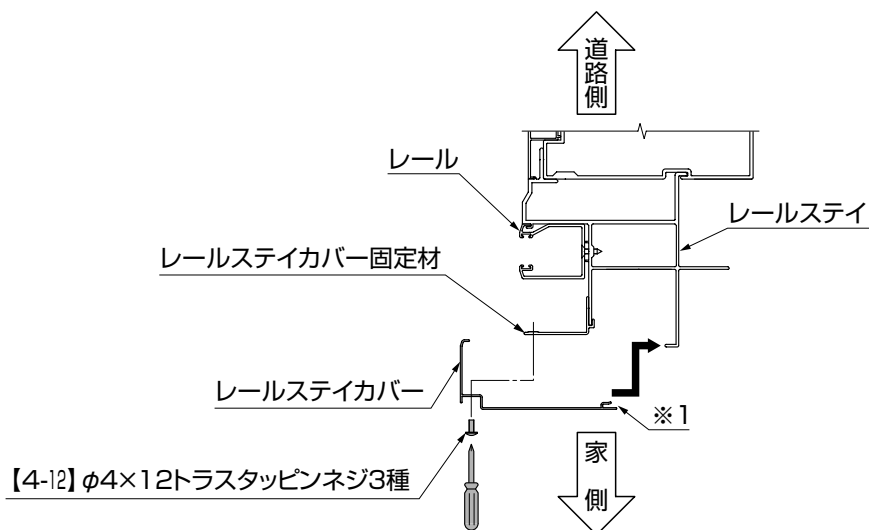 道路側
レール
レールステイ
レールステイカバー固定材
レールステイカバー
※1
家側
【4-12】φ4×12トラスタッピンネジ3種